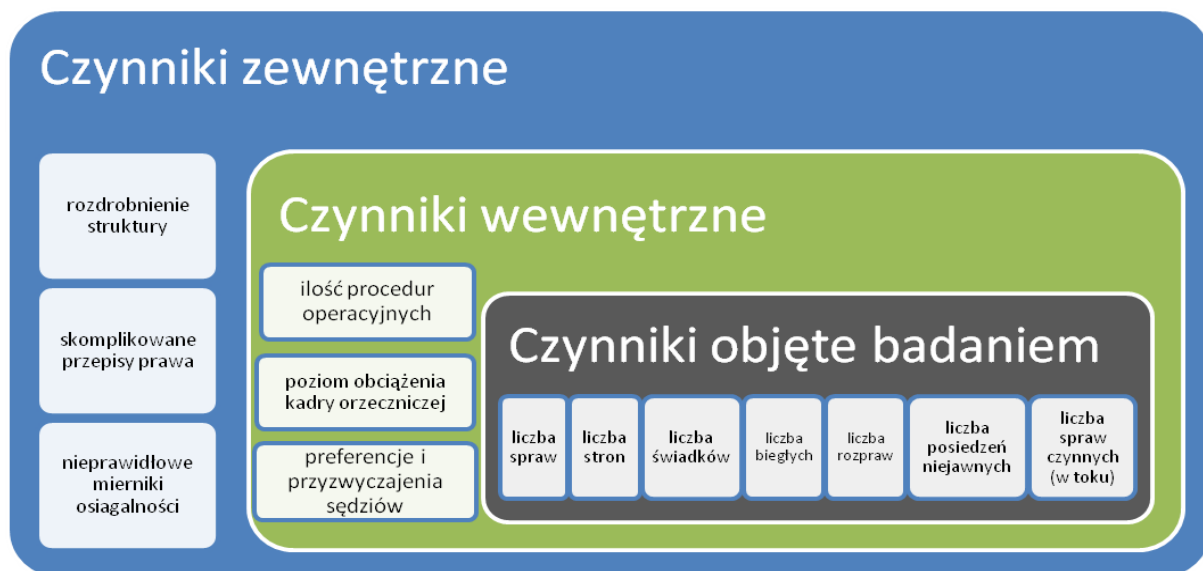 Czynniki zewnętrzne
rozdrobnienie
struktury
skomplikowane
przepisy prawa
nieprawidłowe
mierniki
osiagalności
Czynniki wewnętrzne
ilość procedur
operacyjnych
poziom obciążenia
kadry orzeczniczej
preferencje i
przyzwyczajenia
sędziów
Czynniki objęte badaniem
liczba
spraw
liczba
stron
liczba
świadków
liczba
biegłych
liczba
rozpraw
liczba
posiedzeń
niejawnych
liczba
spraw
czynnych
(w toku)